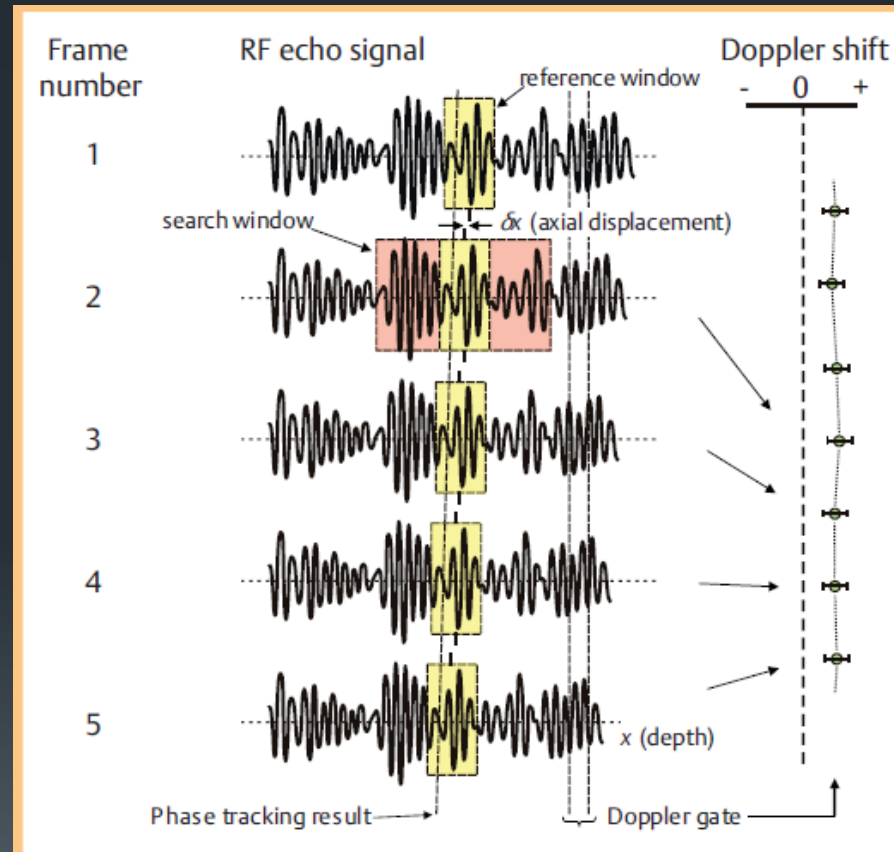 Frame number
RF echo signal
Doppler shift
- 0 +
reference window
1
search window
δx (axial displacement)
2
3
4
5
x (depth)
Phase tracking result
Doppler gate